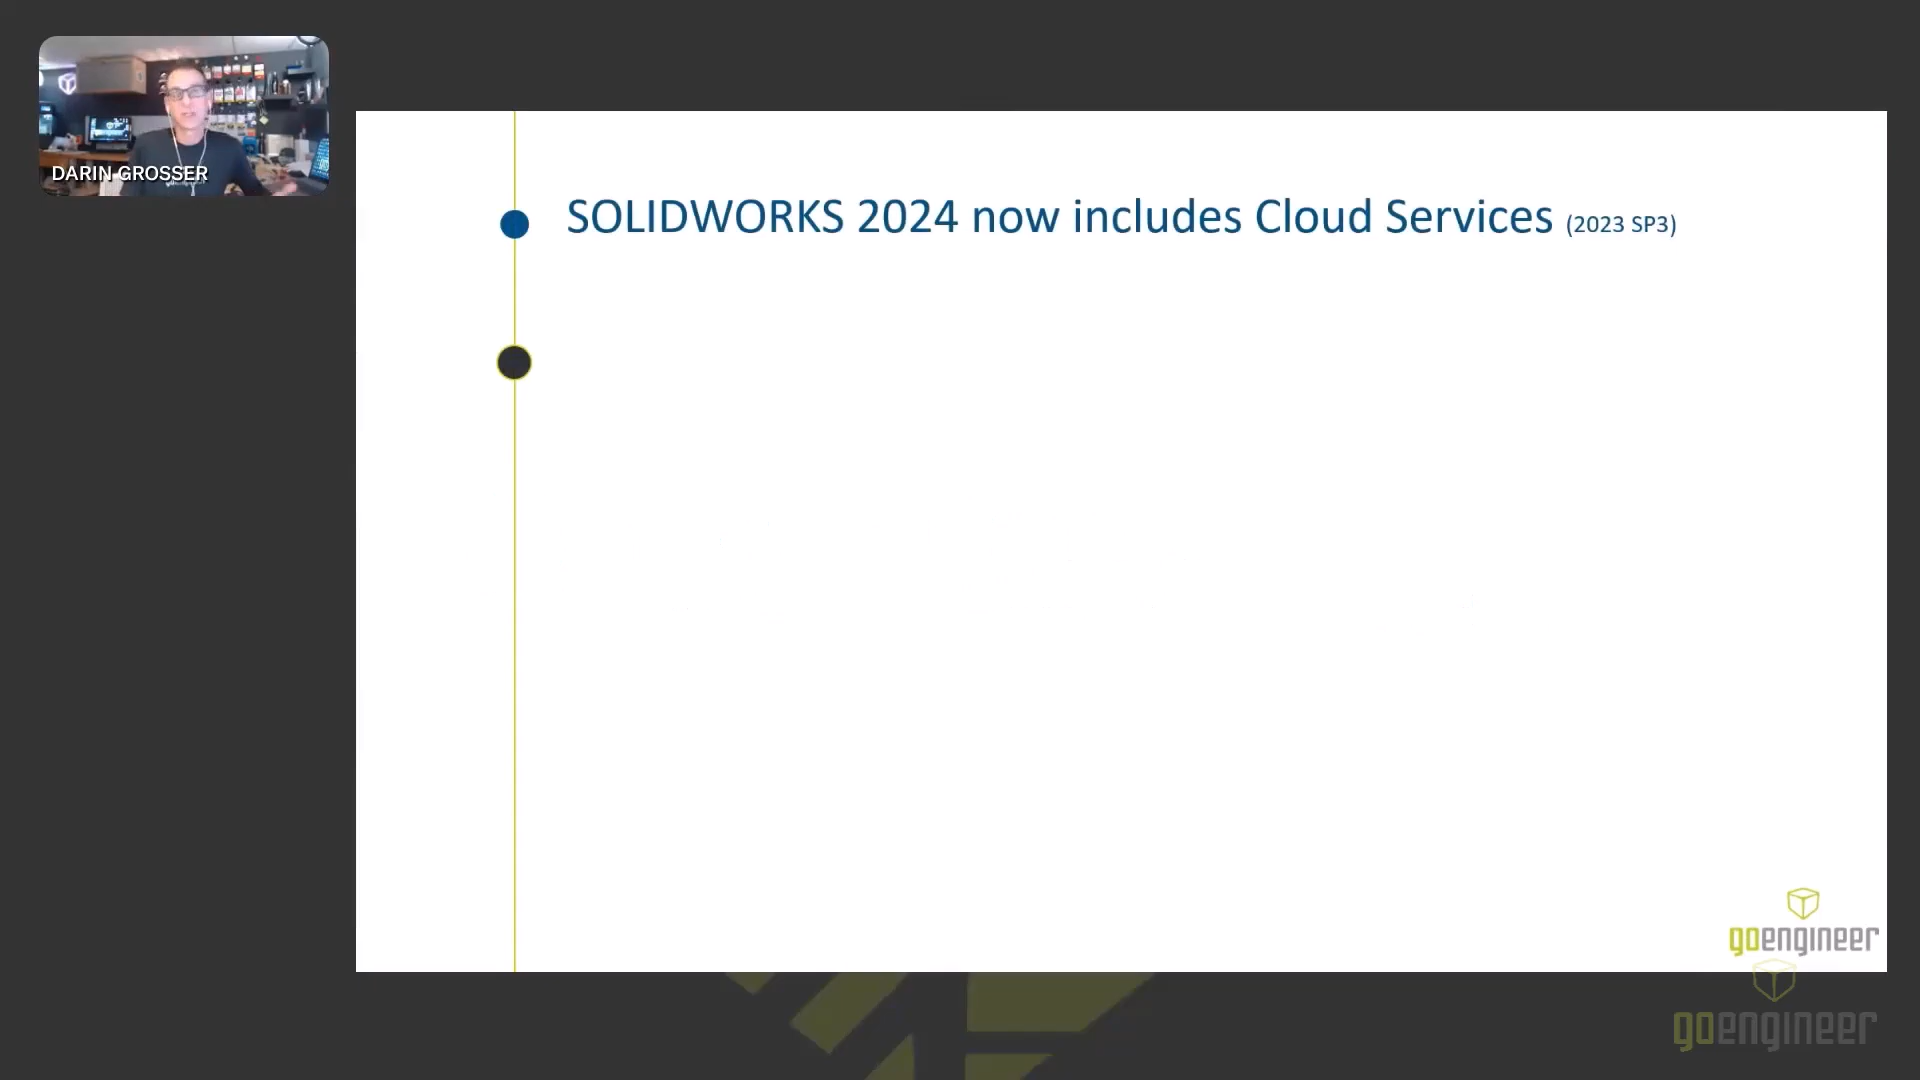 DARIN GROSSER
SOLIDWORKS 2024 now includes Cloud Services (2023 SP3)
goengineer
goengineer